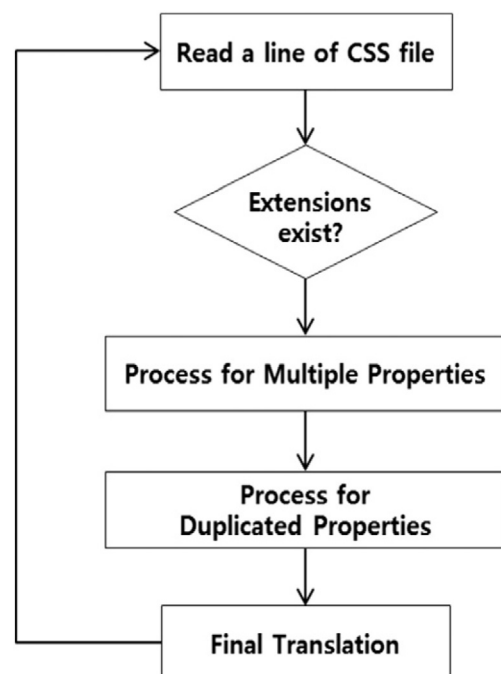 Read a line of CSS file
Extensions
exist?
Process for Multiple Properties
Process for
Duplicated Properties
Final Translation